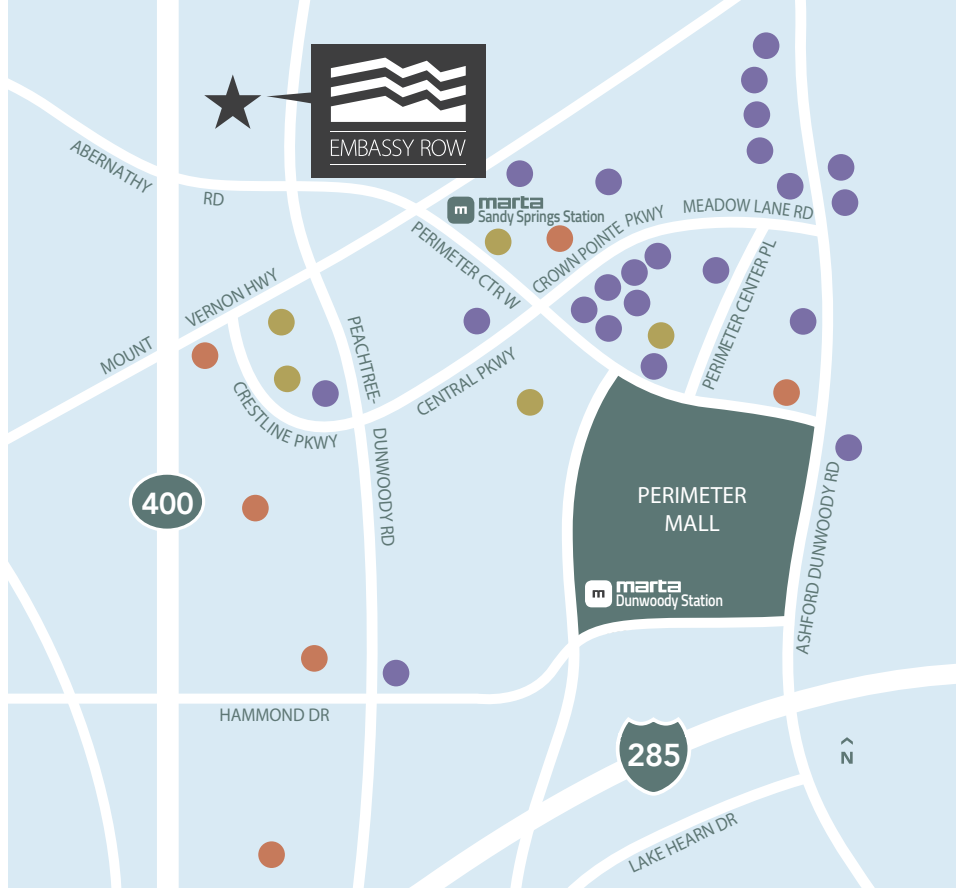 EMBASSY ROW
ABERNATHY
RD
m marta
Sandy Springs Station
MEADOW LANE RD
CROWN POINTE PKWY
PERIMETER CTR W
PERIMETER CENTER PL
MOUNT
VERNON HWY
PEACHTREE-
DUNWOODY RD
CRESTLINE PKWY
CENTRAL PKWY
400
PERIMETER
MALL
m marta
Dunwoody Station
ASHFORD DUNWOODY RD
HAMMOND DR
285
N
LAKE HEARN DR